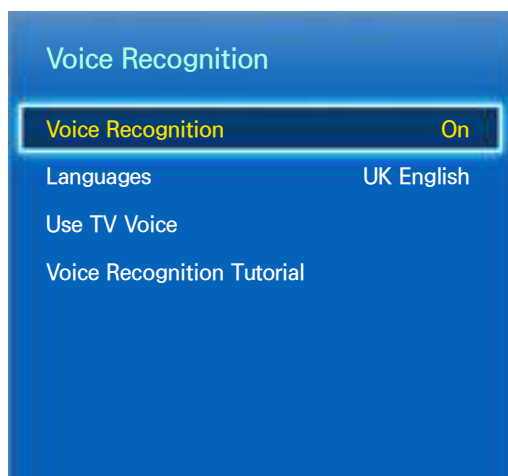 Voice Recognition
Voice Recognition On
Languages UK English
Use TV Voice
Voice Recognition Tutorial